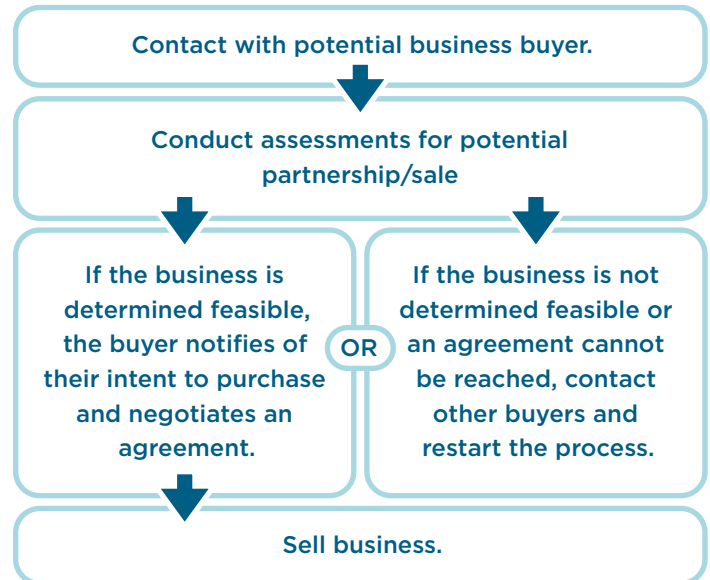 Contact with potential business buyer.
Conduct assessments for potential
partnership/sale
If the business is
determined feasible,
the buyer notifies of
their intent to purchase
and negotiates an
agreement.
OR
If the business is not
determined feasible or
an agreement cannot
be reached, contact
other buyers and
restart the process.
Sell business.